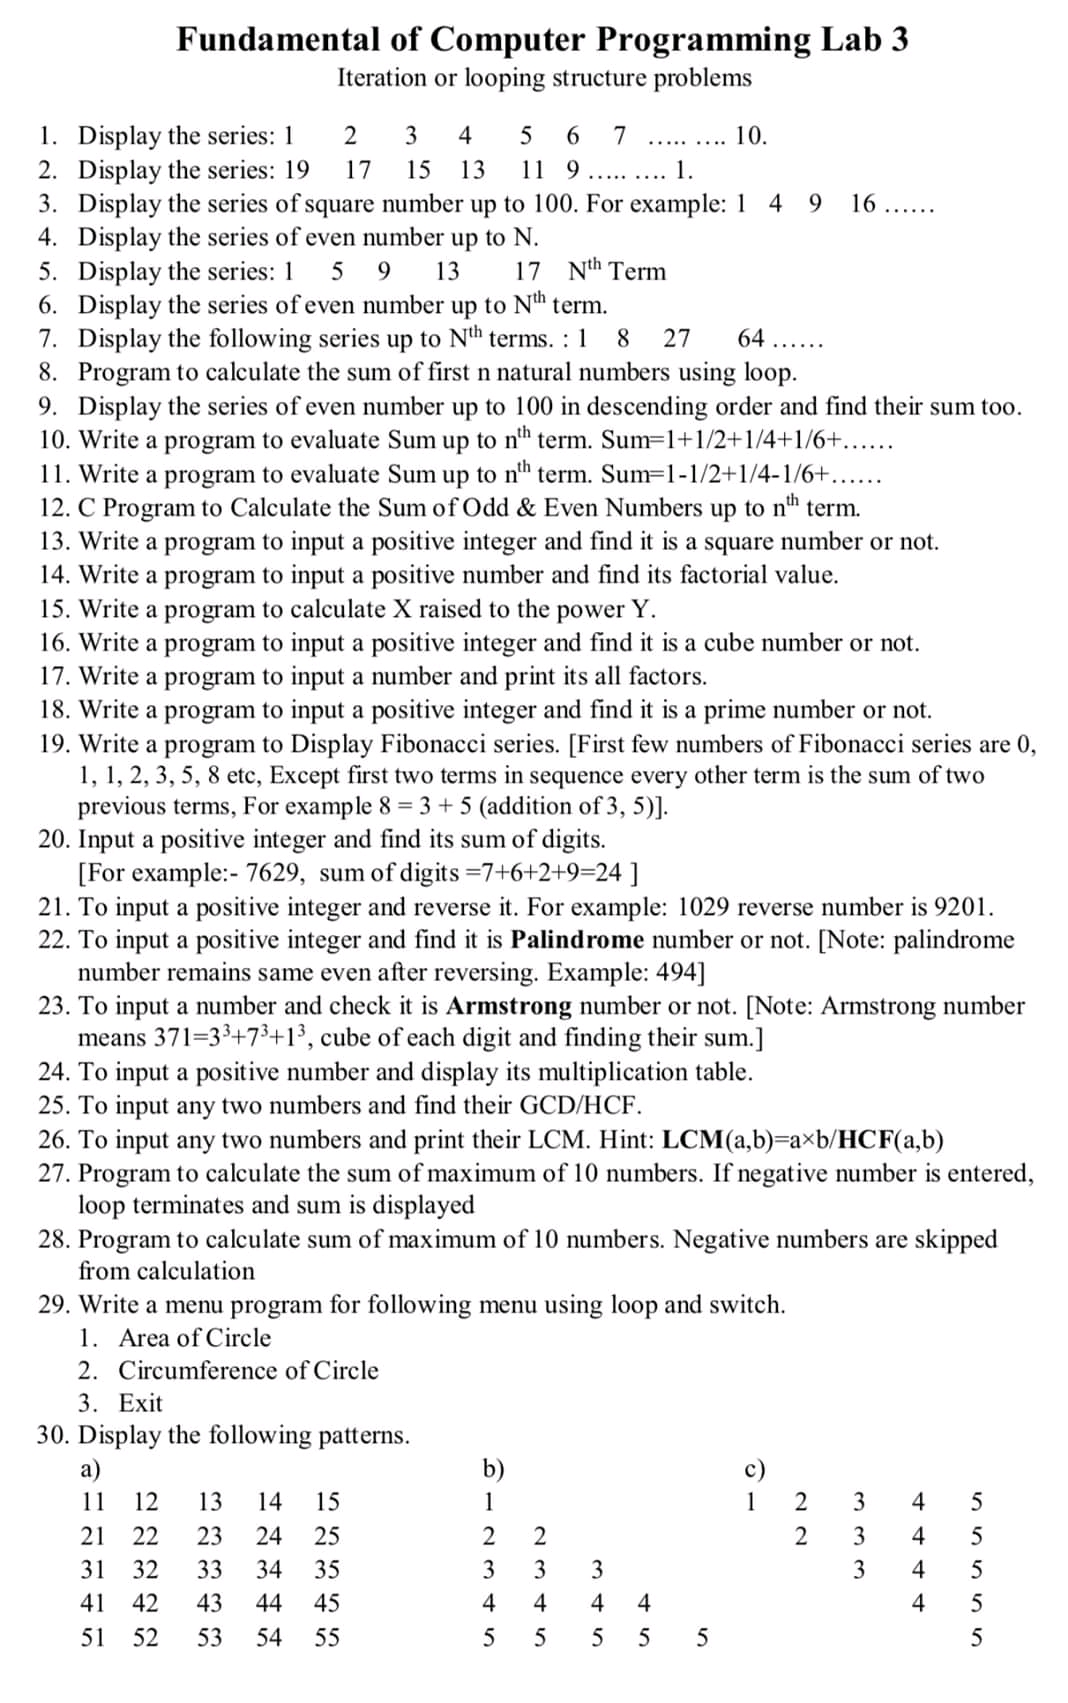 Fundamental of Computer Programming Lab 3
Iteration or looping structure problems
1. Display the series: 1 2 3 4 5 6 7 ..... .... 10.
2. Display the series: 19 17 15 13 11 9 ..... .... 1.
3. Display the series of square number up to 100. For example: 1 4 9 16 ......
4. Display the series of even number up to N.
5. Display the series: 1 5 9 13 17 Nth Term
6. Display the series of even number up to Nth term.
7. Display the following series up to Nth terms. : 1 8 27 64 ......
8. Program to calculate the sum of first n natural numbers using loop.
9. Display the series of even number up to 100 in descending order and find their sum too.
10. Write a program to evaluate Sum up to nth term. Sum=1+1/2+1/4+1/6+......
11. Write a program to evaluate Sum up to nth term. Sum=1-1/2+1/4-1/6+......
12. C Program to Calculate the Sum of Odd & Even Numbers up to nth term.
13. Write a program to input a positive integer and find it is a square number or not.
14. Write a program to input a positive number and find its factorial value.
15. Write a program to calculate X raised to the power Y.
16. Write a program to input a positive integer and find it is a cube number or not.
17. Write a program to input a number and print its all factors.
18. Write a program to input a positive integer and find it is a prime number or not.
19. Write a program to Display Fibonacci series. [First few numbers of Fibonacci series are 0,
1, 1, 2, 3, 5, 8 etc, Except first two terms in sequence every other term is the sum of two
previous terms, For example 8 = 3 + 5 (addition of 3, 5)].
20. Input a positive integer and find its sum of digits.
[For example:- 7629, sum of digits =7+6+2+9=24 ]
21. To input a positive integer and reverse it. For example: 1029 reverse number is 9201.
22. To input a positive integer and find it is Palindrome number or not. [Note: palindrome
number remains same even after reversing. Example: 494]
23. To input a number and check it is Armstrong number or not. [Note: Armstrong number
means 371=3³+7³+1³, cube of each digit and finding their sum.]
24. To input a positive number and display its multiplication table.
25. To input any two numbers and find their GCD/HCF.
26. To input any two numbers and print their LCM. Hint: LCM(a,b)=a×b/HCF(a,b)
27. Program to calculate the sum of maximum of 10 numbers. If negative number is entered,
loop terminates and sum is displayed
28. Program to calculate sum of maximum of 10 numbers. Negative numbers are skipped
from calculation
29. Write a menu program for following menu using loop and switch.
1. Area of Circle
2. Circumference of Circle
3. Exit
30. Display the following patterns.
a) b) c)
11 12 13 14 15 1 1 2 3 4 5
21 22 23 24 25 2 2 2 3 4 5
31 32 33 34 35 3 3 3 3 4 5
41 42 43 44 45 4 4 4 4 4 5
51 52 53 54 55 5 5 5 5 5 5